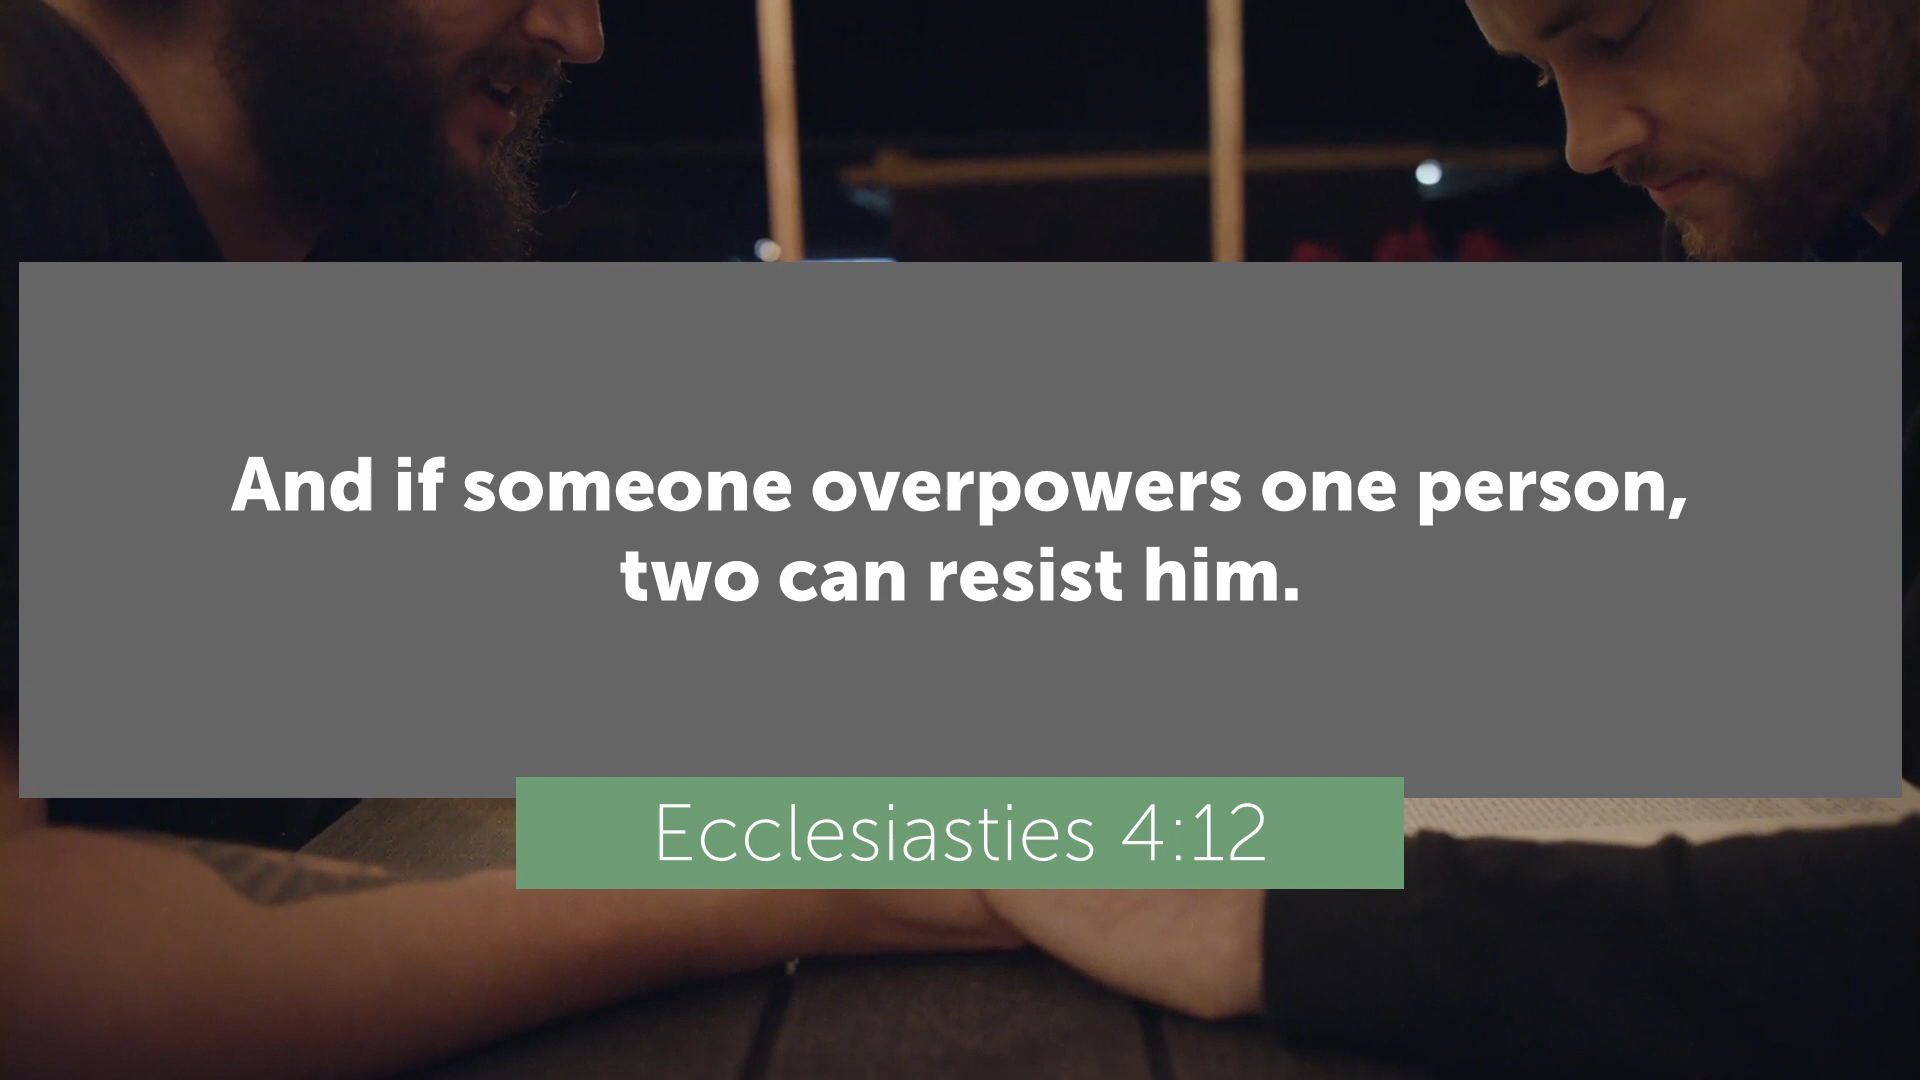 And if someone overpowers one person,
two can resist him.
Ecclesiasties 4:12